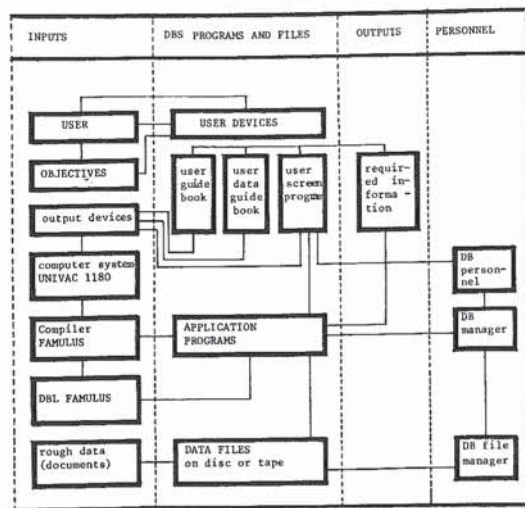 INPUTS
DBS PROGRAMS AND FILES
OUTPUTS
PERSONNEL
USER
USER DEVICES
OBJECTIVES
user
guide
book
user
data
guide
book
user
screen
program
requir-
ed in-
forma-
tion
output devices
computer system
UNIVAC 1180
DB
person-
nel
Compiler
FAMULUS
APPLICATION
PROGRAMS
DB
manager
DBL FAMULUS
rough data
(documents)
DATA FILES
on disc or tape
DB file
manager